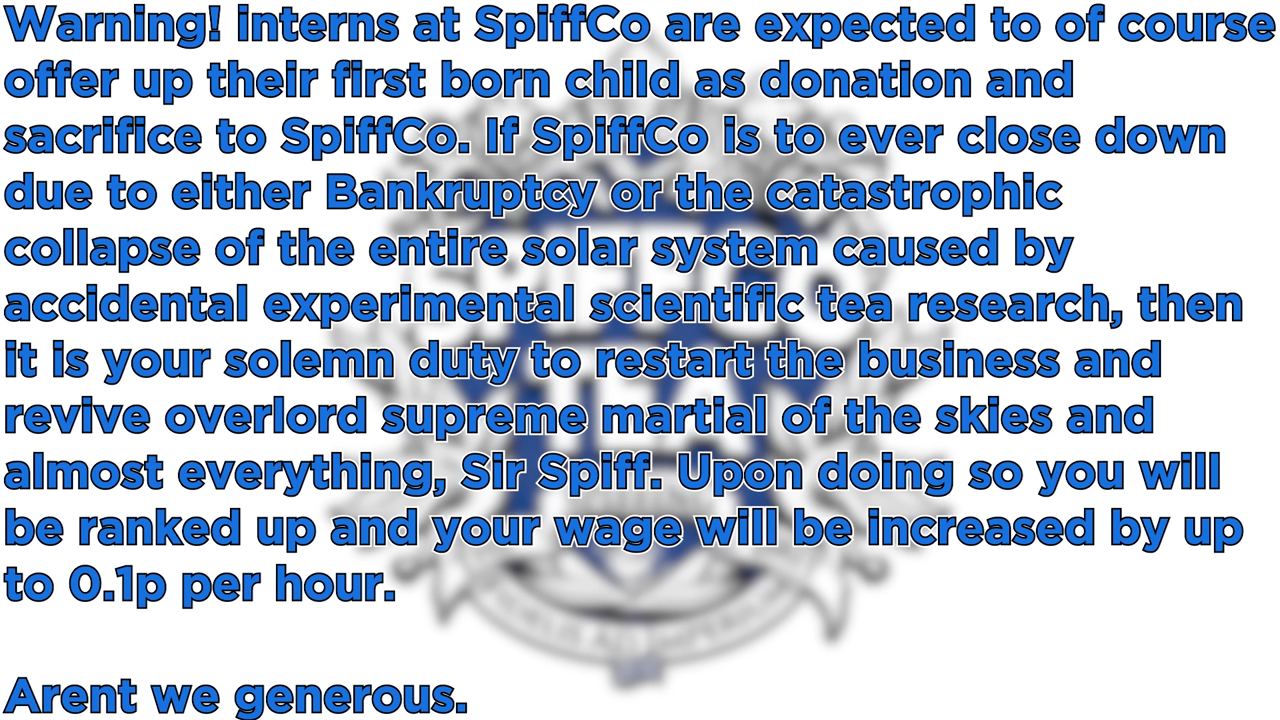 Warning! interns at SpiffCo are expected to of course
offer up their first born child as donation and
sacrifice to SpiffCo. If SpiffCo is to ever close down
due to either Bankruptcy or the catastrophic
collapse of the entire solar system caused by
accidental experimental scientific tea research, then
it is your solemn duty to restart the business and
revive overlord supreme martial of the skies and
almost everything, Sir Spiff. Upon doing so you will
be ranked up and your wage will be increased by up
to 0.1p per hour.
Arent we generous.